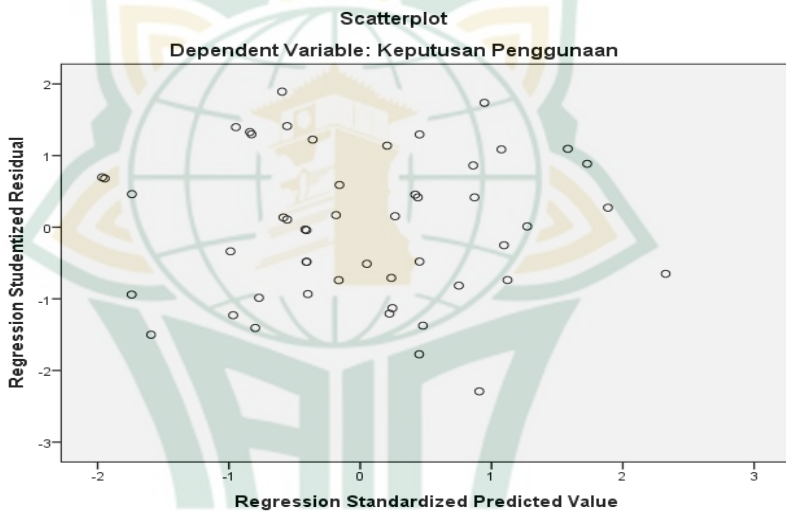 Scatterplot
Dependent Variable: Keputusan Penggunaan
Regression Studentized Residual
2
1
0
-1
-2
-3
-2 -1 0 1 2 3
Regression Standardized Predicted Value
IAIN